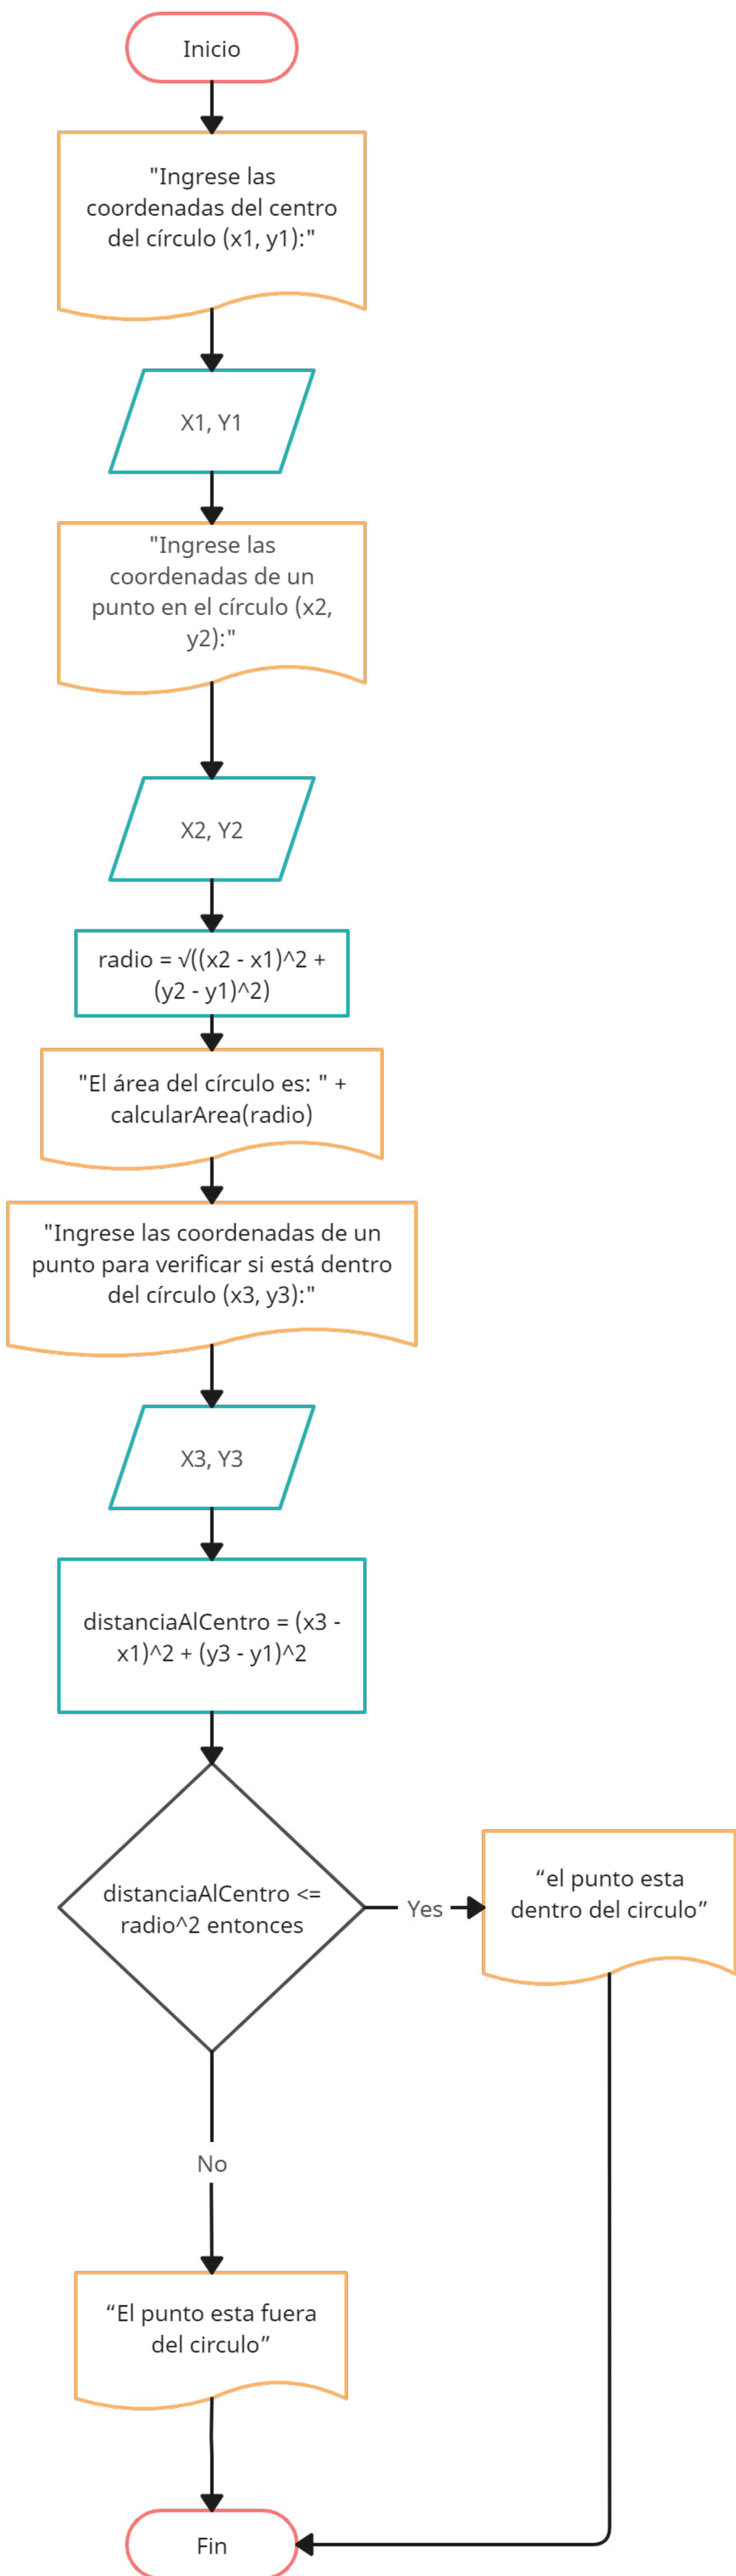 Inicio
"Ingrese las
coordenadas del centro
del círculo (x1, y1):"
X1, Y1
"Ingrese las
coordenadas de un
punto en el círculo (x2,
y2):"
X2, Y2
radio = √((x2 - x1)^2 +
(y2 - y1)^2)
"El área del círculo es: " +
calcularArea(radio)
"Ingrese las coordenadas de un
punto para verificar si está dentro
del círculo (x3, y3):"
X3, Y3
distanciaAlCentro = (x3 -
x1)^2 + (y3 - y1)^2
distanciaAlCentro <=
radio^2 entonces
Yes
“el punto esta
dentro del circulo”
No
“El punto esta fuera
del circulo”
Fin